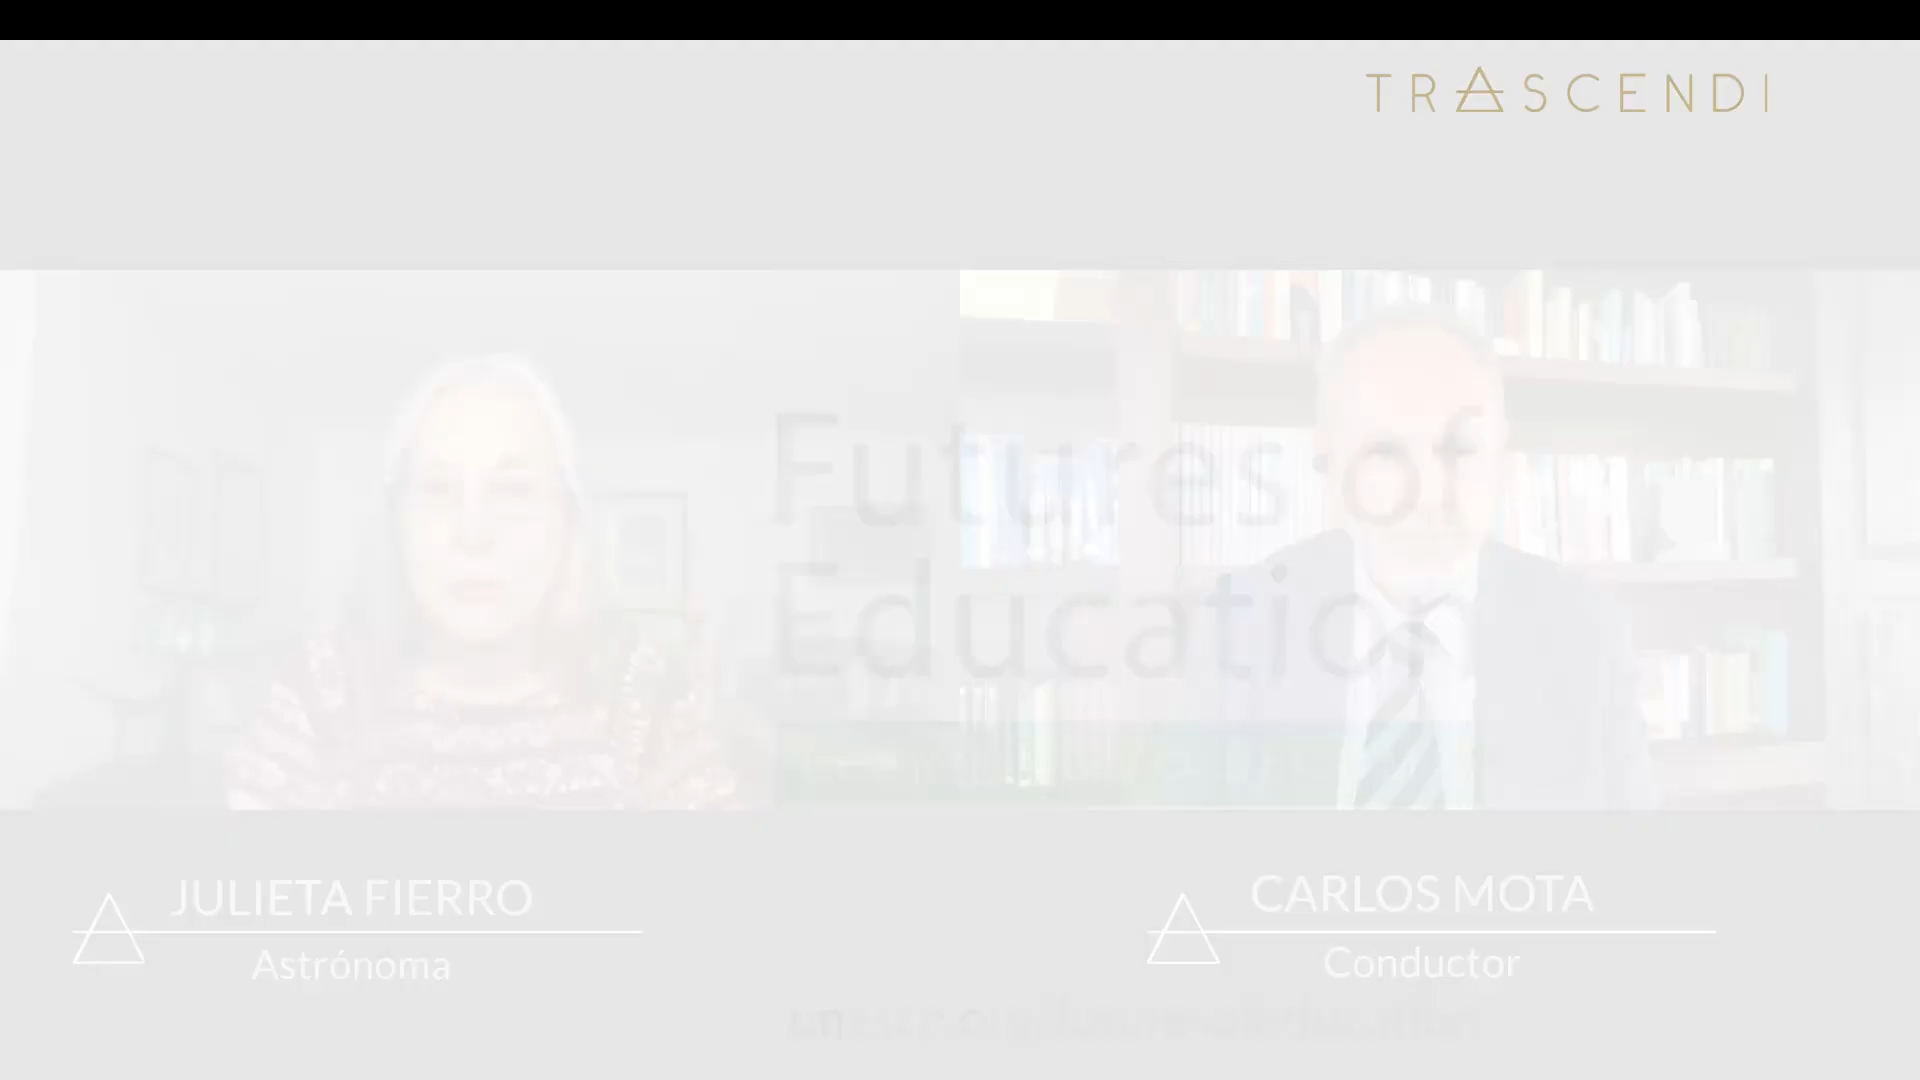 TRASCENDI
Futures of
Education
JULIETA FIERRO
Astrónoma
CARLOS MOTA
Conductor